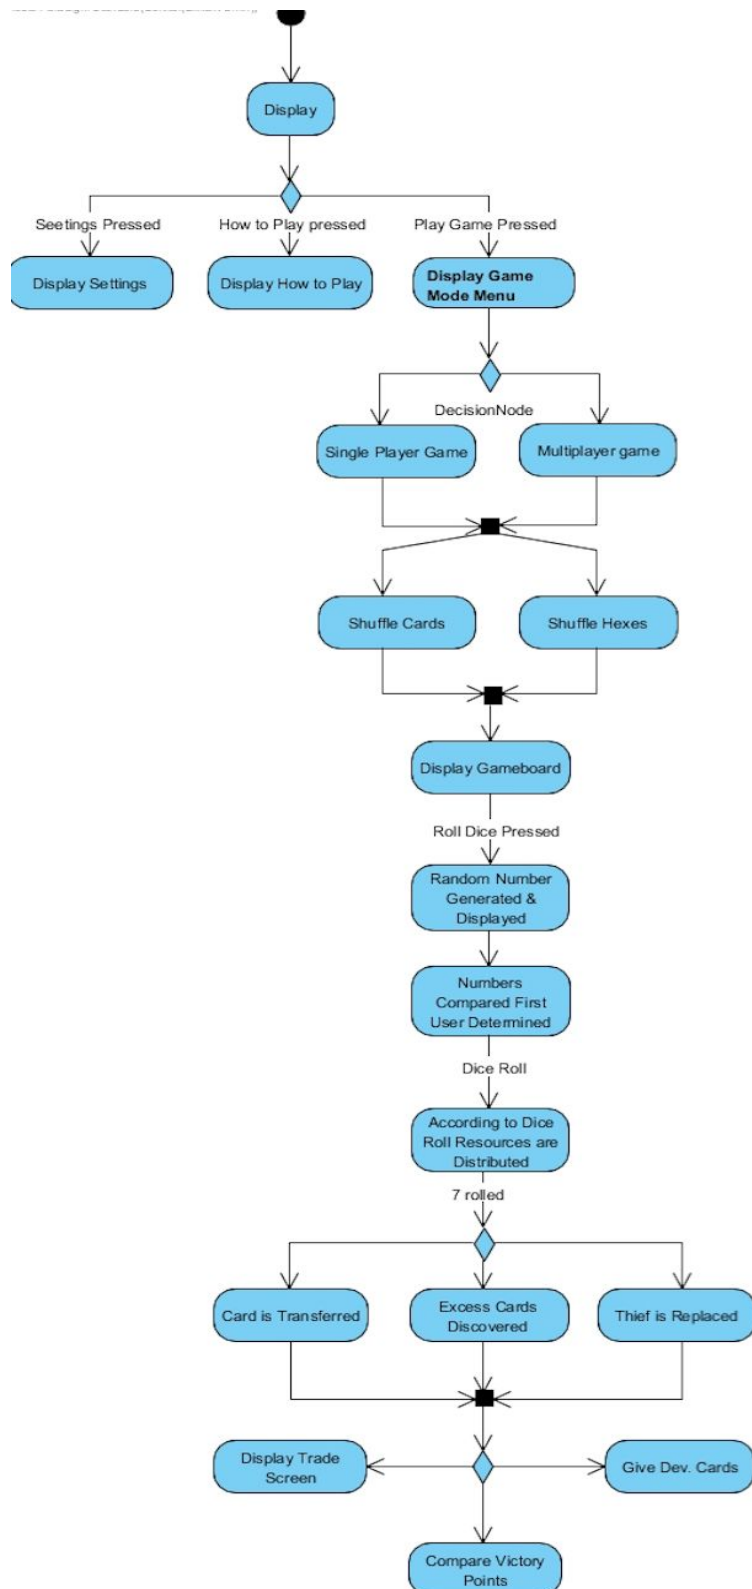 Display
Seetings Pressed
How to Play pressed
Play Game Pressed
Display Settings
Display How to Play
Display Game
Mode Menu
DecisionNode
Single Player Game
Multiplayer game
Shuffle Cards
Shuffle Hexes
Display Gameboard
Roll Dice Pressed
Random Number
Generated &
Displayed
Numbers
Compared First
User Determined
Dice Roll
According to Dice
Roll Resources are
Distributed
7 rolled
Card is Transferred
Excess Cards
Discovered
Thief is Replaced
Display Trade
Screen
Give Dev. Cards
Compare Victory
Points